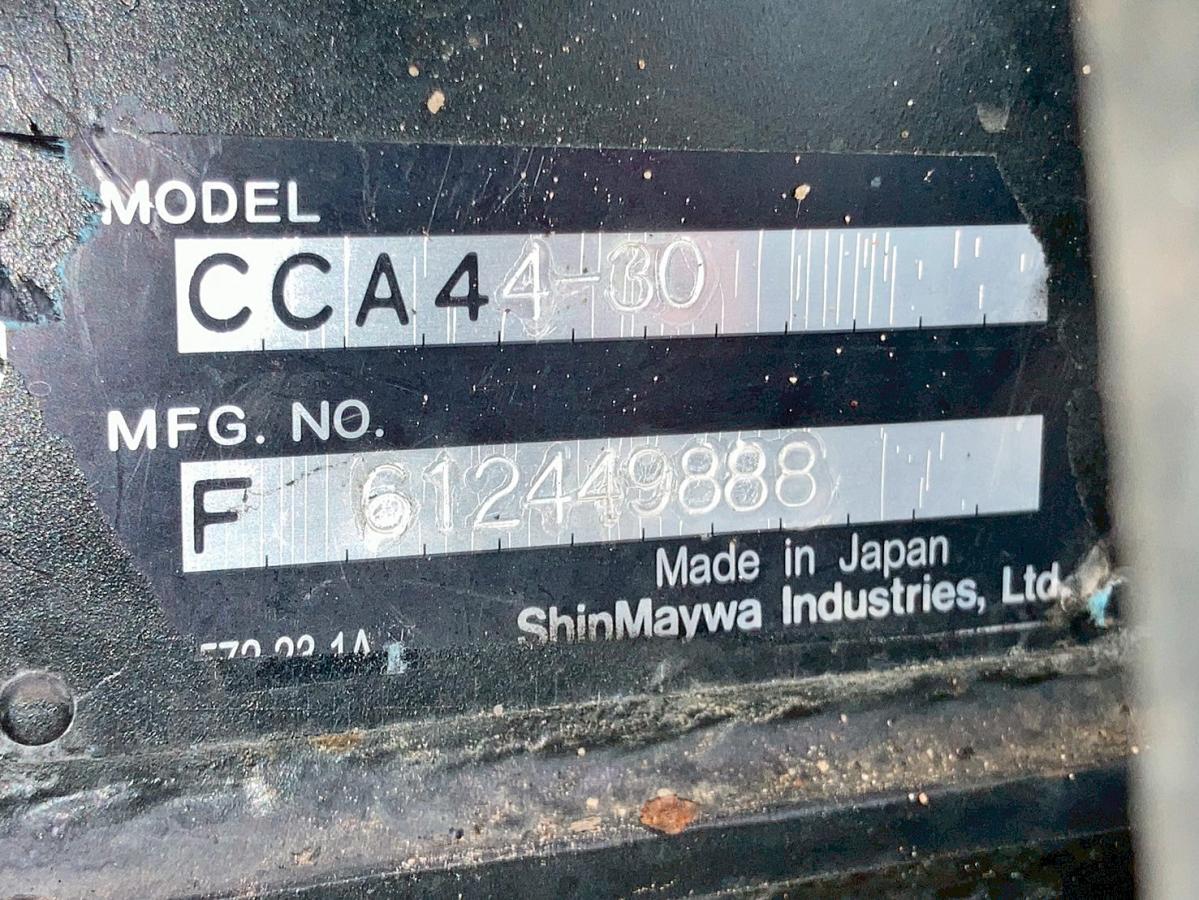 MODEL
CCA44-30
MFG. NO.
F 612449888
Made in Japan
ShinMaywa Industries, Ltd.